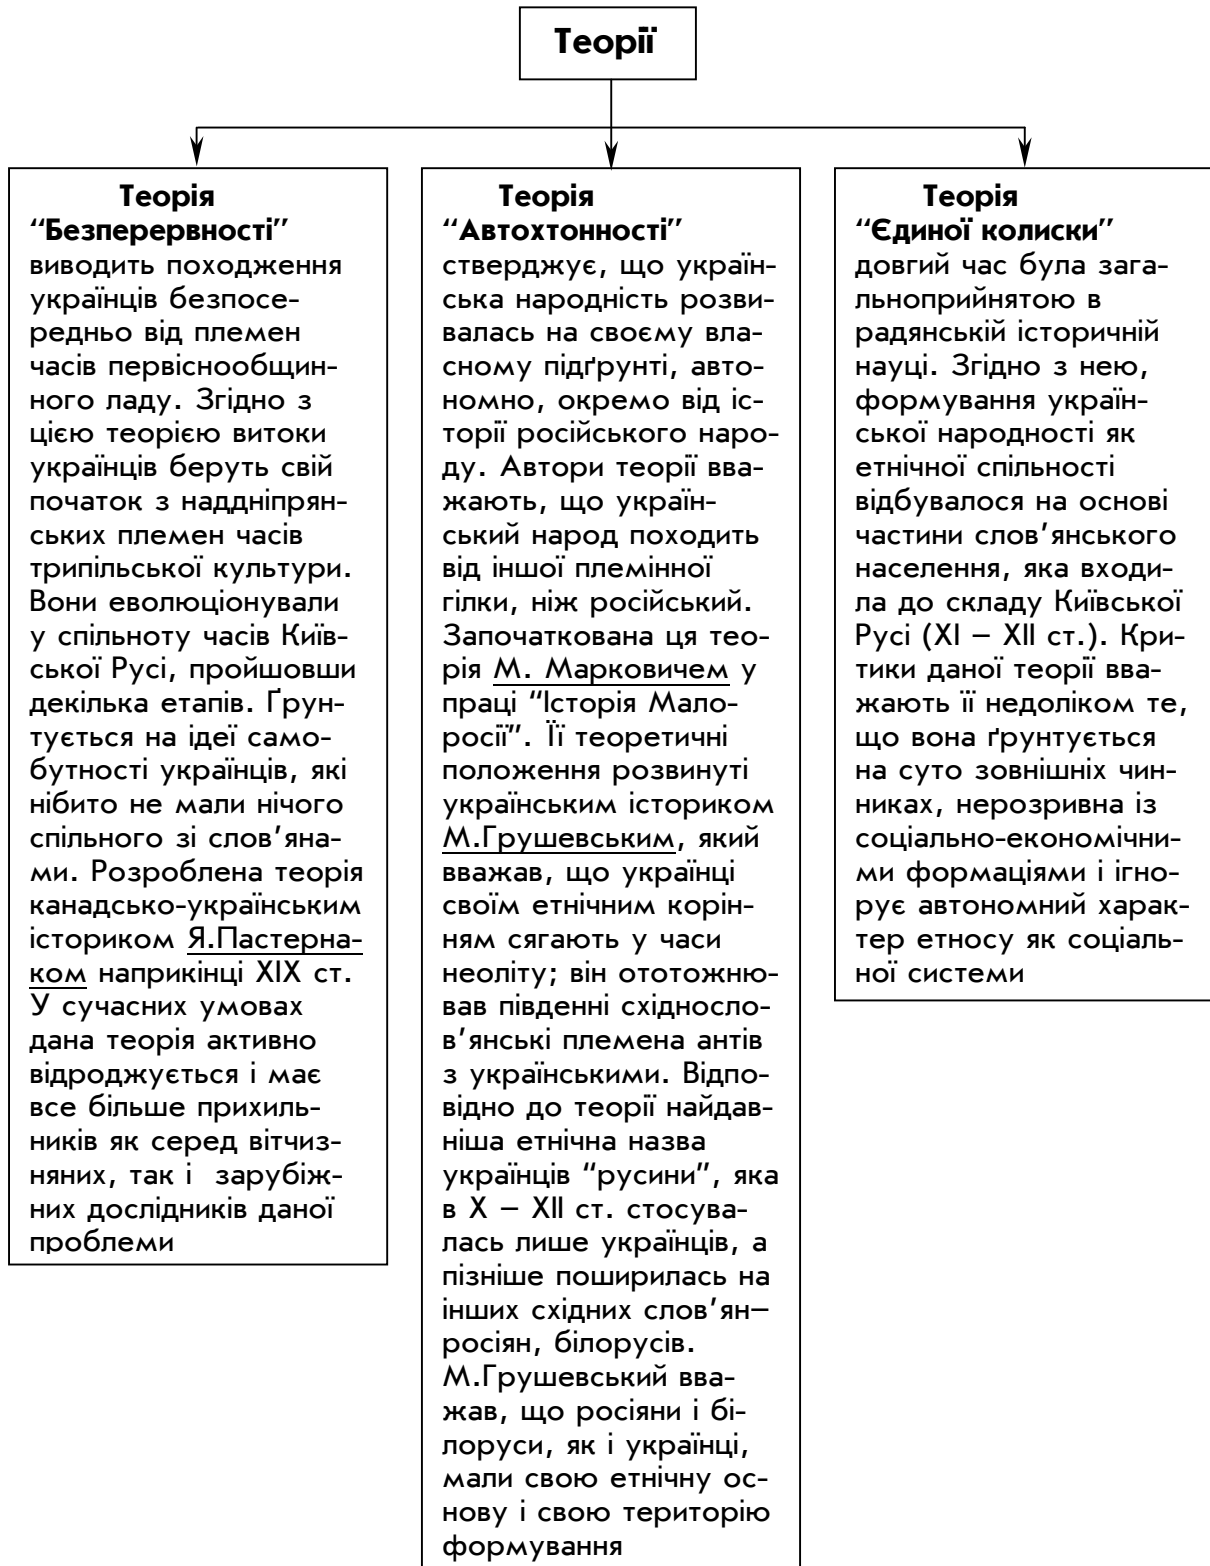 Теорії
Теорія
“Безперервності”
виводить походження
українців безпосе-
редньо від племен
часів первіснообщин-
ного ладу. Згідно з
цією теорією витоки
українців беруть свій
початок з наддніпрян-
ських племен часів
трипільської культури.
Вони еволюціонували
у спільноту часів Київ-
ської Русі, пройшовши
декілька етапів. Ґрун-
тується на ідеї само-
бутності українців, які
нібито не мали нічого
спільного зі слов’яна-
ми. Розроблена теорія
канадсько-українським
істориком Я.Пастерна-
ком наприкінці XIX ст.
У сучасних умовах
дана теорія активно
відроджується і має
все більше прихиль-
ників як серед вітчиз-
няних, так і зарубіж-
них дослідників даної
проблеми
Теорія
“Автохтонності”
стверджує, що україн-
ська народність розви-
валась на своєму вла-
сному підґрунті, авто-
номно, окремо від іс-
торії російського наро-
ду. Автори теорії вва-
жають, що україн-
ський народ походить
від іншої племінної
гілки, ніж російський.
Започаткована ця тео-
рія М. Марковичем у
праці “Історія Мало-
росії”. Її теоретичні
положення розвинуті
українським істориком
М.Грушевським, який
вважав, що українці
своїм етнічним корін-
ням сягають у часи
неоліту; він ототожню-
вав південні східносло-
в’янські племена антів
з українськими. Відпо-
відно до теорії найдав-
ніша етнічна назва
українців “русини”, яка
в X – XII ст. стосува-
лась лише українців, а
пізніше поширилась на
інших східних слов’ян–
росіян, білорусів.
М.Грушевський вва-
жав, що росіяни і бі-
лоруси, як і українці,
мали свою етнічну ос-
нову і свою територію
формування
Теорія
“Єдиної колиски”
довгий час була зага-
льноприйнятою в
радянській історичній
науці. Згідно з нею,
формування україн-
ської народності як
етнічної спільності
відбувалося на основі
частини слов’янського
населення, яка входи-
ла до складу Київської
Русі (XI – XII ст.). Кри-
тики даної теорії вва-
жають її недоліком те,
що вона ґрунтується
на суто зовнішніх чин-
никах, нерозривна із
соціально-економічни-
ми формаціями і ігно-
рує автономний харак-
тер етносу як соціаль-
ної системи